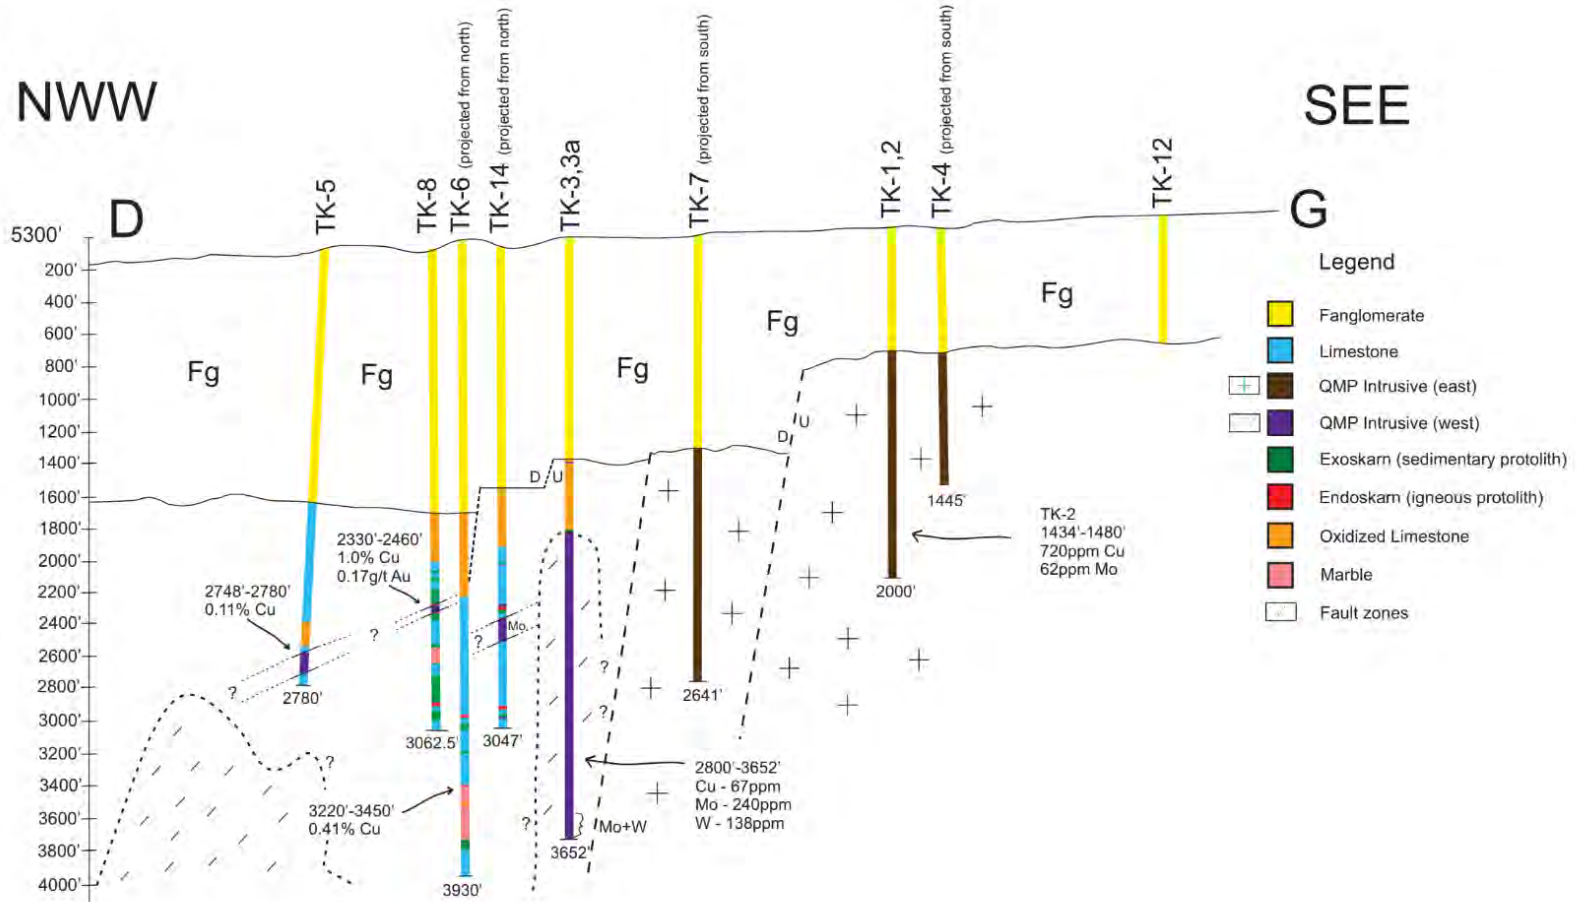 NWW
SEE
D
G
TK-5
TK-8
TK-6 (projected from north)
TK-14 (projected from north)
TK-3,3a
TK-7 (projected from south)
TK-1,2
TK-4 (projected from south)
TK-12
5300'
200'
400'
600'
800'
1000'
1200'
1400'
1600'
1800'
2000'
2200'
2400'
2600'
2800'
3000'
3200'
3400'
3600'
3800'
4000'
Fg
Fg
Fg
Fg
Fg
D
U
D
U
2748'-2780'
0.11% Cu
2330'-2460'
1.0% Cu
0.17g/t Au
3220'-3450'
0.41% Cu
?
?
?
?
?
?
?
Mo
2780'
3062.5'
3930'
3047'
3652'
Mo+W
2641'
2000'
1445'
2800'-3652'
Cu - 67ppm
Mo - 240ppm
W - 138ppm
TK-2
1434'-1480'
720ppm Cu
62ppm Mo
Legend
Fanglomerate
Limestone
QMP Intrusive (east)
QMP Intrusive (west)
Exoskarn (sedimentary protolith)
Endoskarn (igneous protolith)
Oxidized Limestone
Marble
Fault zones